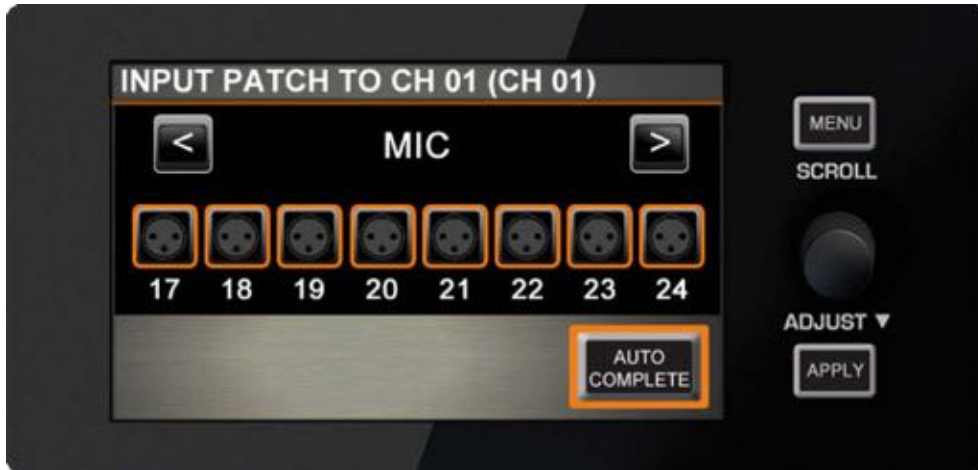 INPUT PATCH TO CH 01 (CH 01)
< MIC >
17 18 19 20 21 22 23 24
AUTO
COMPLETE
MENU
SCROLL
ADJUST ▼
APPLY